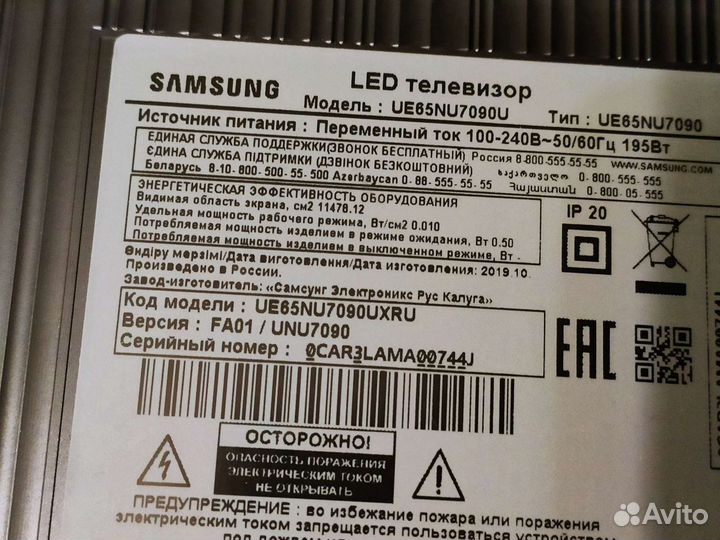 SAMSUNG
LED телевизор
Модель : UE65NU7090U Тип : UE65NU7090
Источник питания : Переменный ток 100-240В~50/60Гц 195Вт
ЕДИНАЯ СЛУЖБА ПОДДЕРЖКИ(ЗВОНОК БЕСПЛАТНЫЙ) Россия 8-800-555-55-55 WWW.SAMSUNG.COM
ЄДИНА СЛУЖБА ПІДТРИМКИ (ДЗВІНОК БЕЗКОШТОВНИЙ) საქართველო 0-800-555-555
Беларусь 8-10-800-500-55-500 Azərbaycan 0-88-555-55-55 Հայաստան 0-800-05-555
ЭНЕРГЕТИЧЕСКАЯ ЭФФЕКТИВНОСТЬ ОБОРУДОВАНИЯ
Видимая область экрана, см2 11478.12
Удельная мощность рабочего режима, Вт/см2 0.010
Потребляемая мощность изделием в режиме ожидания, Вт 0.50
Потребляемая мощность изделием в выключенном режиме, Вт -
IP 20
Өндіру мерзімі/Дата виготовлення/Дата изготовления : 2019.10.
Произведено в России.
Завод-изготовитель: «Самсунг Электроникс Рус Калуга»
Код модели : UE65NU7090UXRU
Версия : FA01 / UNU7090
Серийный номер : 0CAR3LAMA00744J
EAC
ОСТОРОЖНО!
ОПАСНОСТЬ ПОРАЖЕНИЯ
ЭЛЕКТРИЧЕСКИМ ТОКОМ
НЕ ОТКРЫВАТЬ
ПРЕДУПРЕЖДЕНИЕ : во избежание пожара или поражения
электрическим током запрещается пользоваться устройством
под дождем
Avito